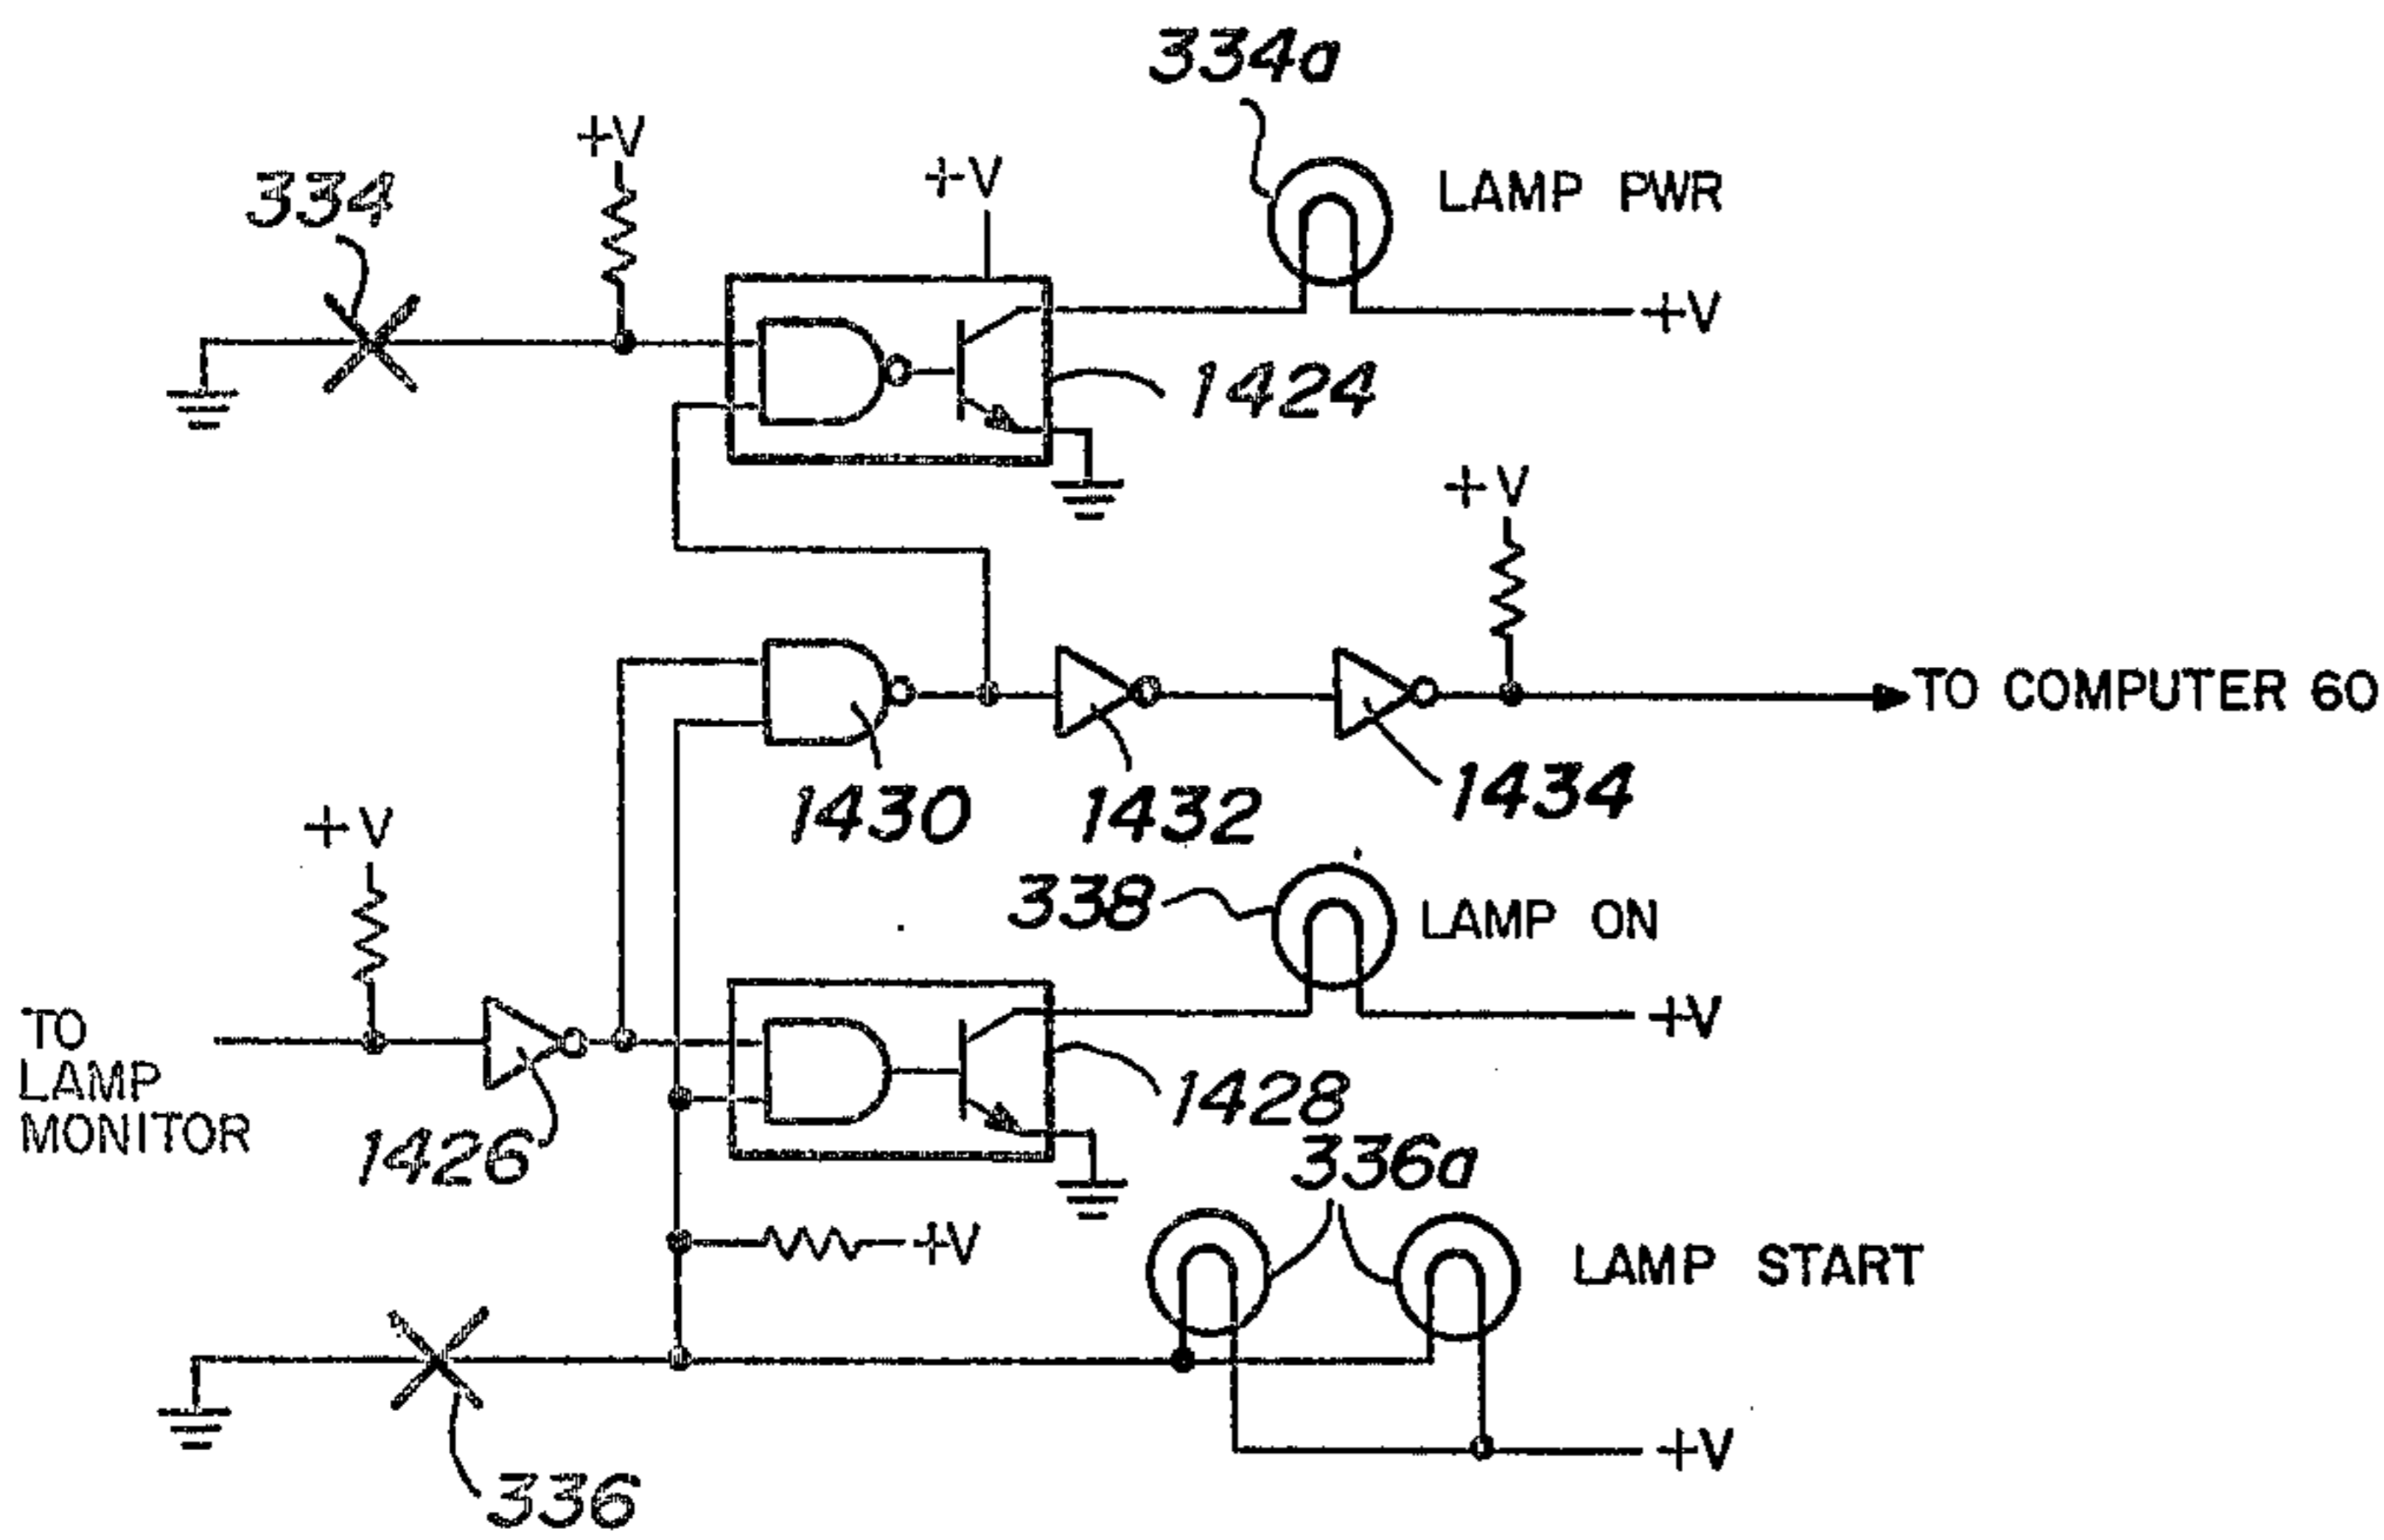 334a
+V
334
+V
LAMP PWR
+V
1424
+V
TO COMPUTER 60
1430
1432
1434
+V
338
LAMP ON
TO
LAMP
MONITOR
+V
1426
1428
336a
+V
LAMP START
+V
336